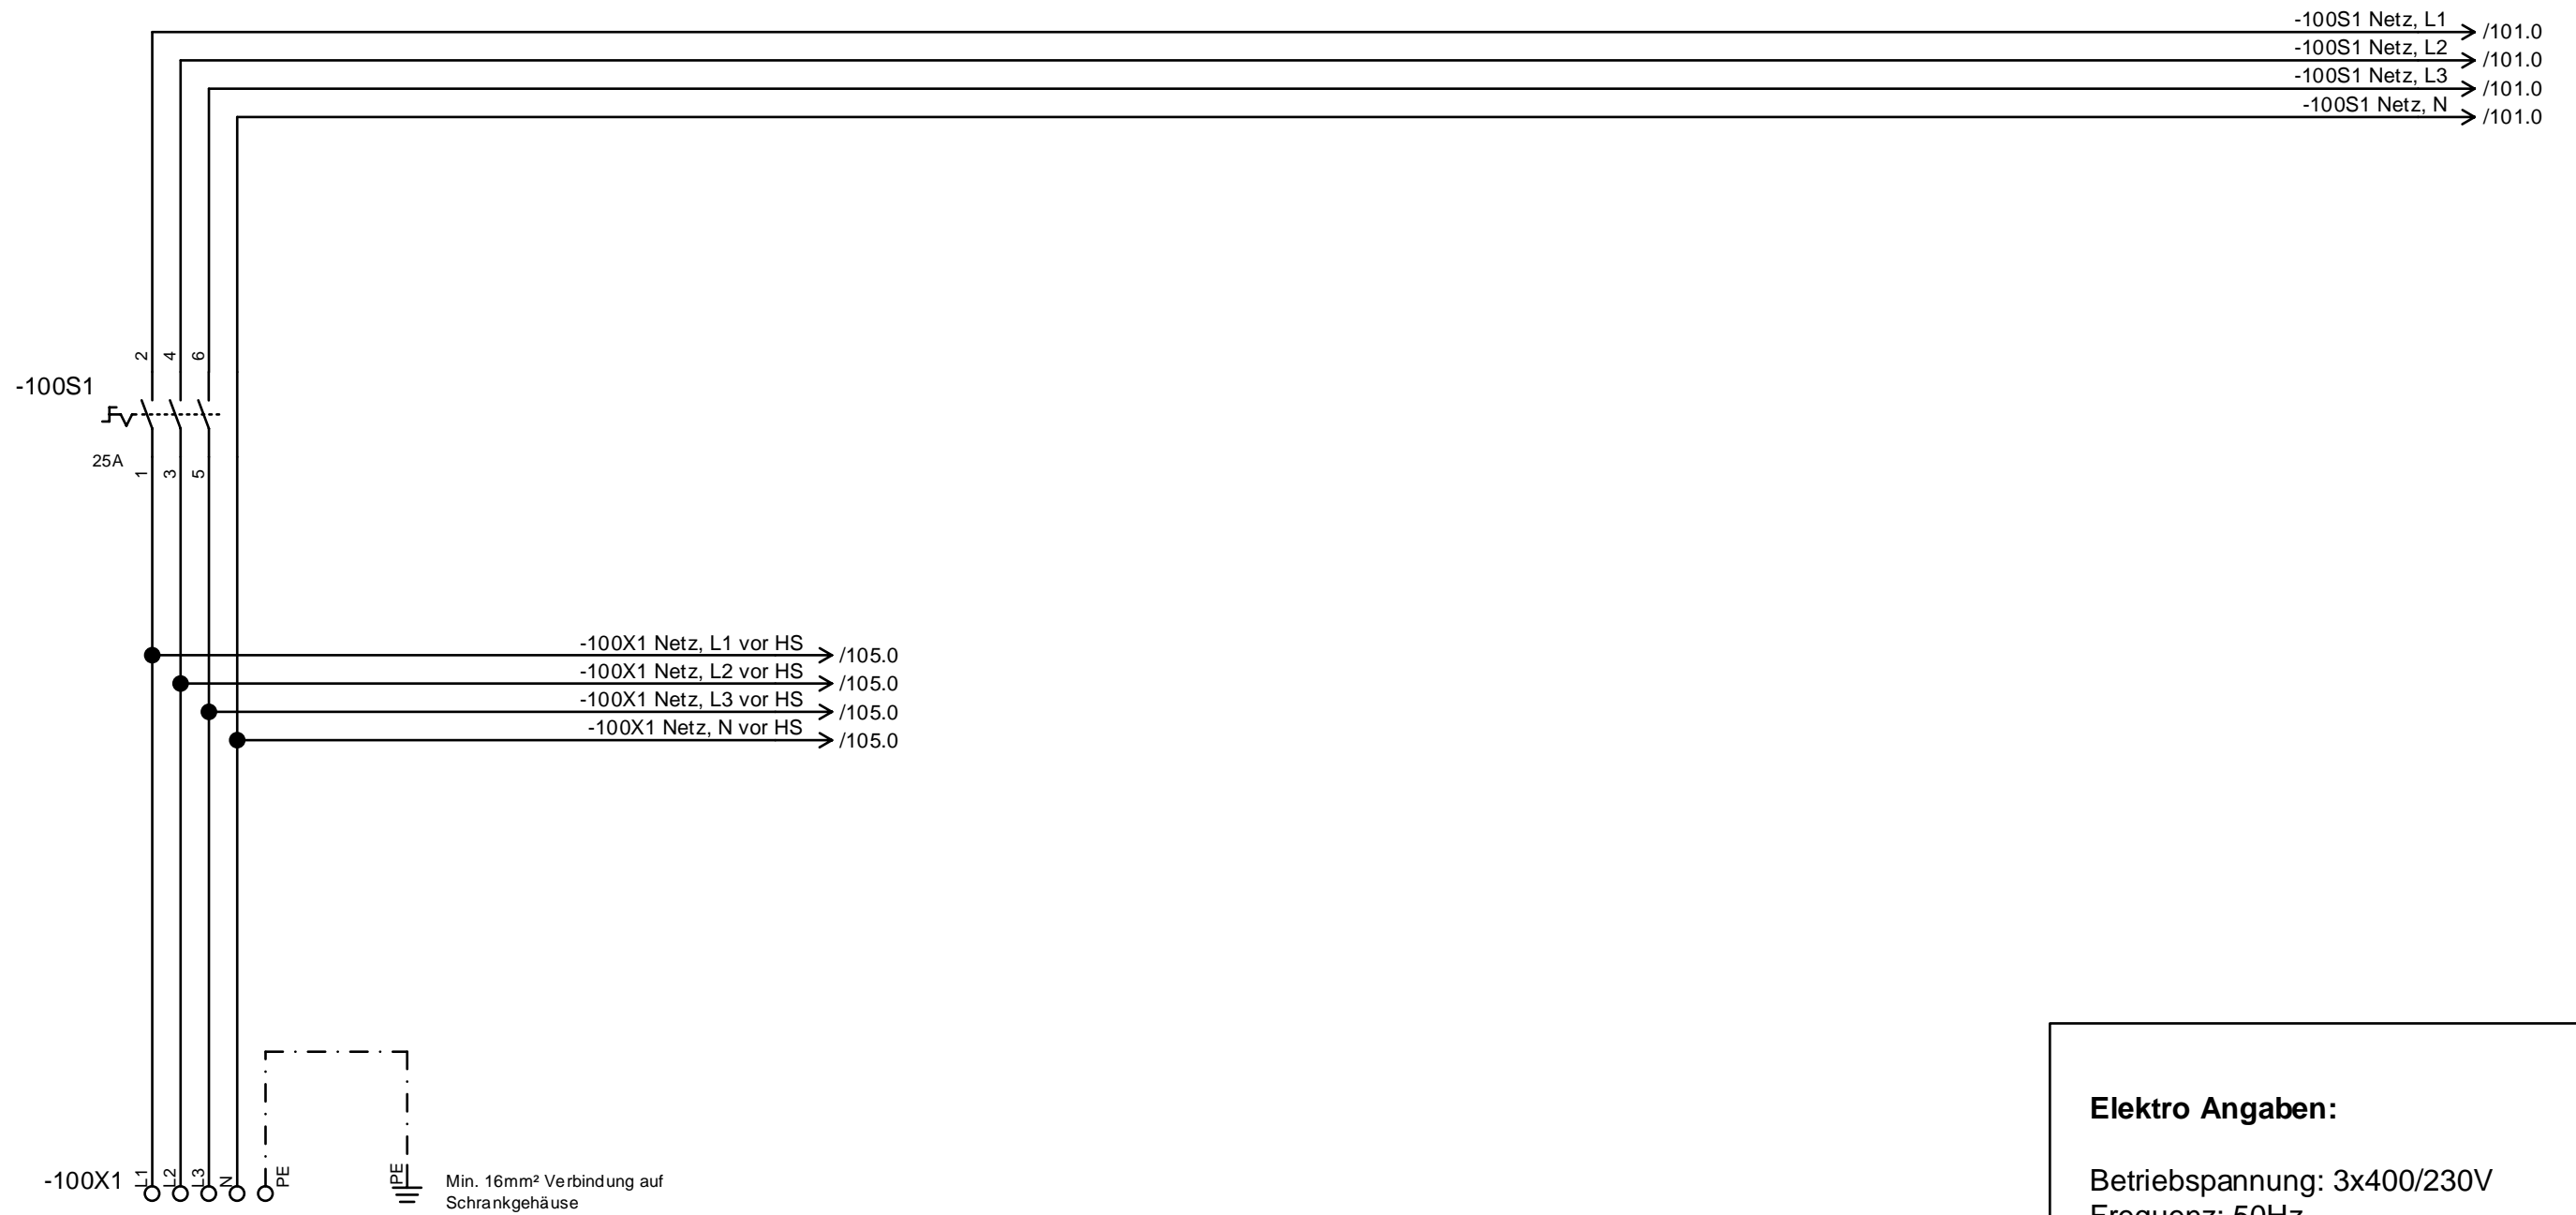 -100S1 Netz, L1 /101.0
-100S1 Netz, L2 /101.0
-100S1 Netz, L3 /101.0
-100S1 Netz, N /101.0
2 4 6
-100S1
25A
1 3 5
-100X1 Netz, L1 vor HS /105.0
-100X1 Netz, L2 vor HS /105.0
-100X1 Netz, L3 vor HS /105.0
-100X1 Netz, N vor HS /105.0
-100X1 L1 L2 L3 N PE PE
Min. 16mm² Verbindung auf
Schrankgehäuse
Elektro Angaben:
Betriebspannung: 3x400/230V
Frequenz: 50Hz